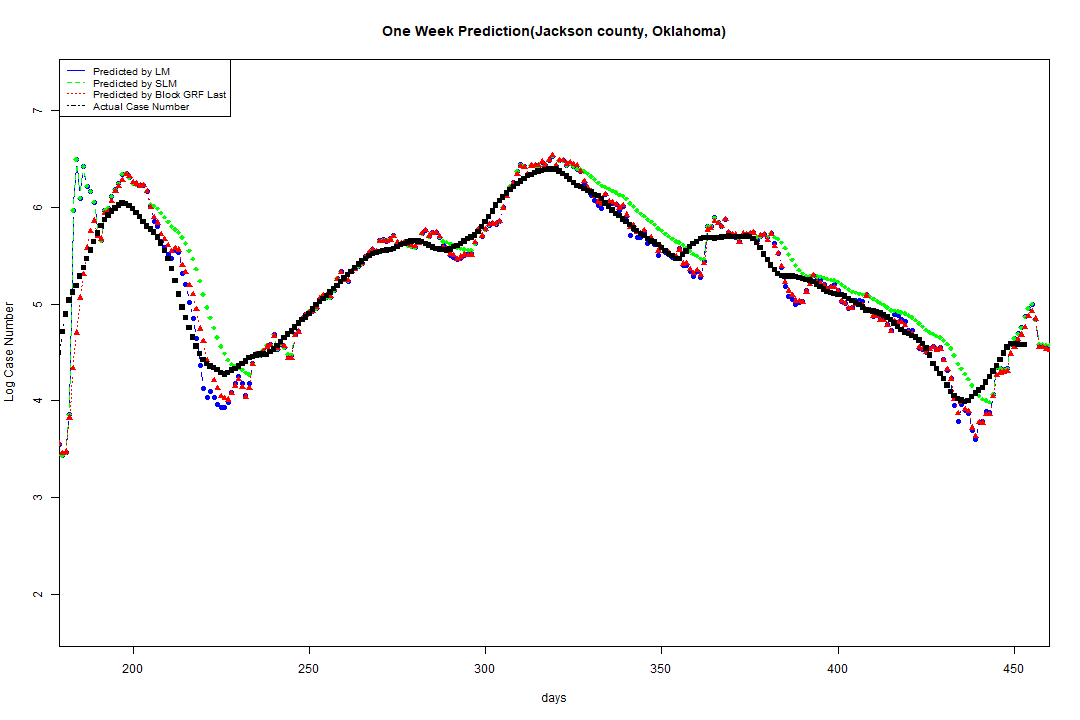 One Week Prediction(Jackson county, Oklahoma)
Predicted by LM
Predicted by SLM
Predicted by Block GRF Last
Actual Case Number
Log Case Number
7
6
5
4
3
2
200 250 300 350 400 450
days